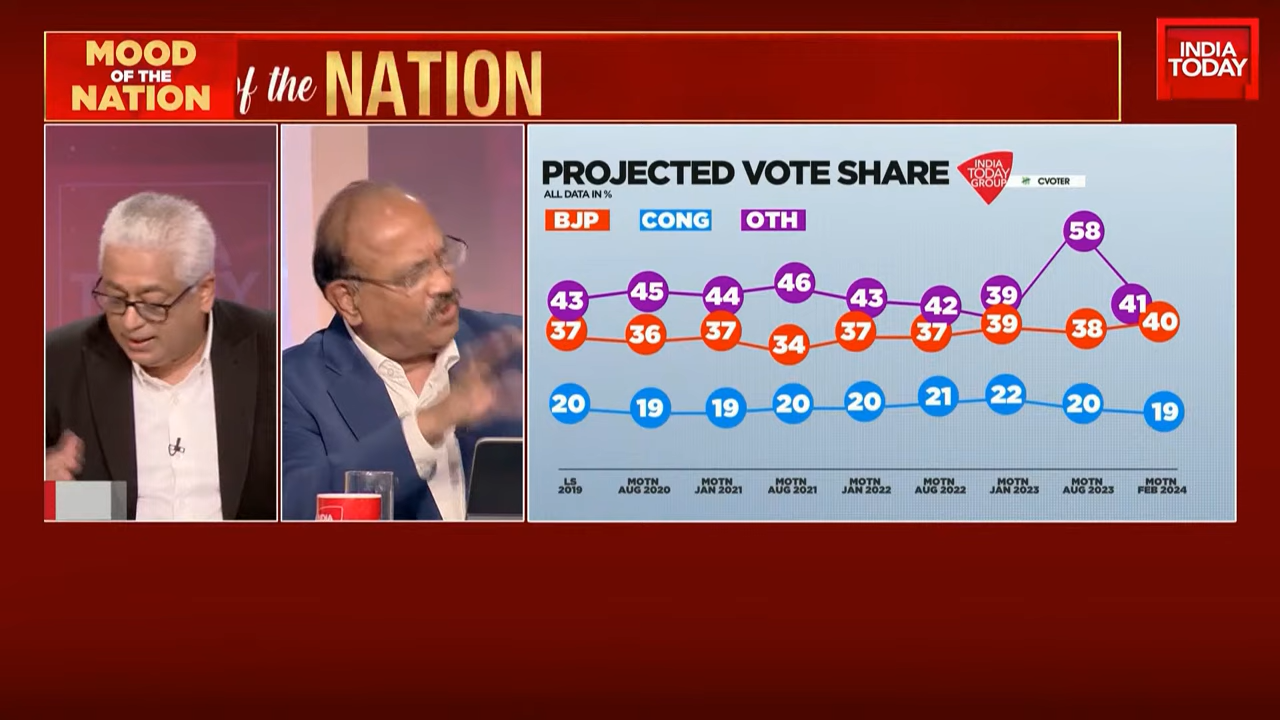 MOOD
OF THE
NATION
of the NATION
INDIA
TODAY
PROJECTED VOTE SHARE
INDIA
TODAY
GROUP
CVOTER
ALL DATA IN %
BJP CONG OTH
58
43 45 44 46 43 42 39 41
37 36 37 34 37 37 39 38 40
20 19 19 20 20 21 22 20 19
LS MOTN MOTN MOTN MOTN MOTN MOTN MOTN MOTN
2019 AUG 2020 JAN 2021 AUG 2021 JAN 2022 AUG 2022 JAN 2023 AUG 2023 FEB 2024